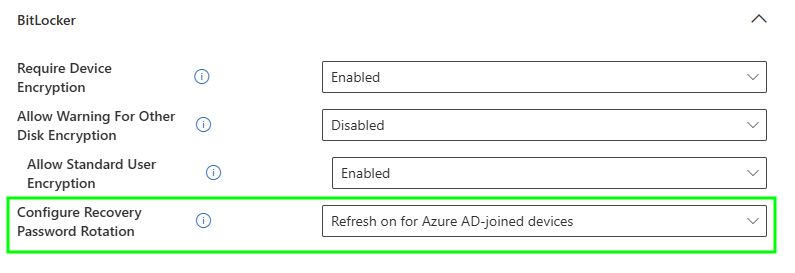 BitLocker
Require Device
Encryption
Enabled
Allow Warning For Other
Disk Encryption
Disabled
Allow Standard User
Encryption
Enabled
Configure Recovery
Password Rotation
Refresh on for Azure AD-joined devices